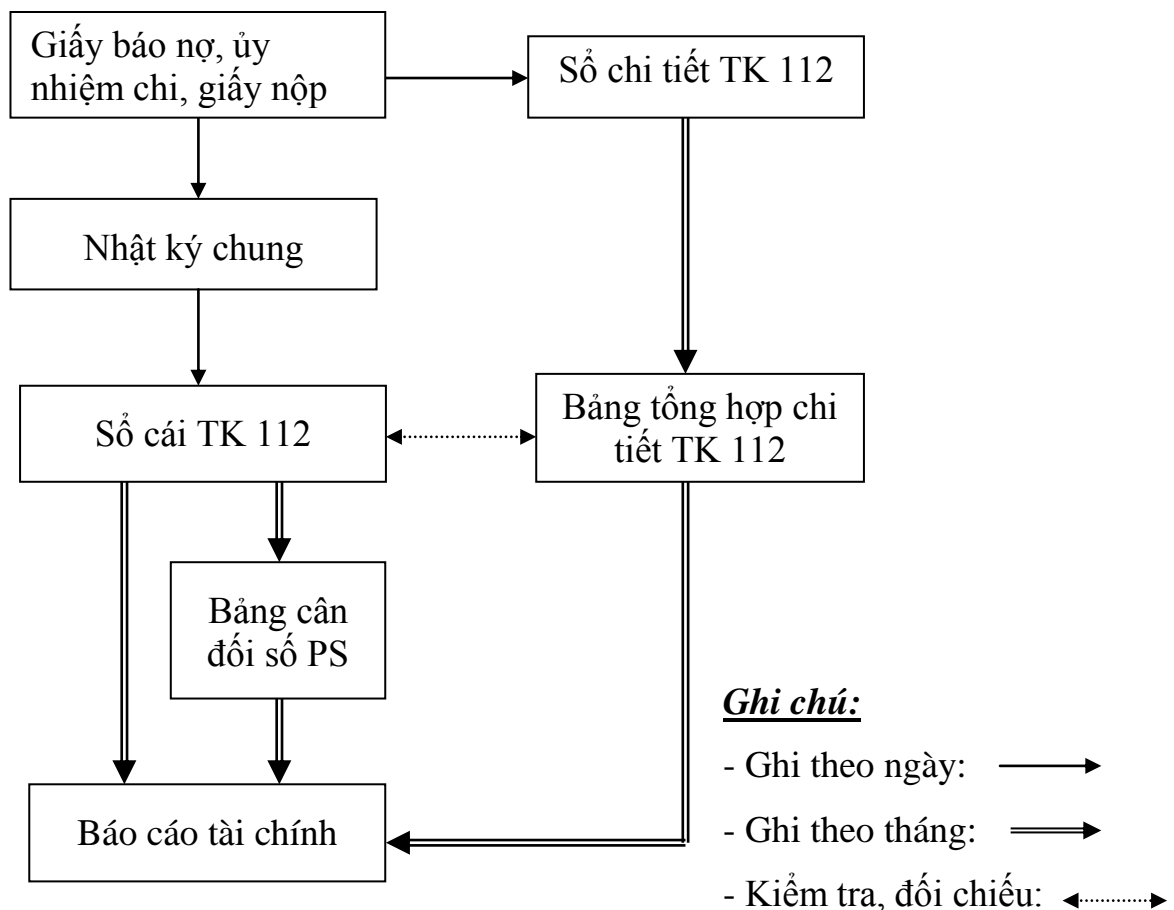 Giấy báo nợ, ủy
nhiệm chi, giấy nộp
Sổ chi tiết TK 112
Nhật ký chung
Sổ cái TK 112
Bảng tổng hợp chi
tiết TK 112
Bảng cân
đối số PS
Báo cáo tài chính
Ghi chú:
- Ghi theo ngày:
- Ghi theo tháng:
- Kiểm tra, đối chiếu: